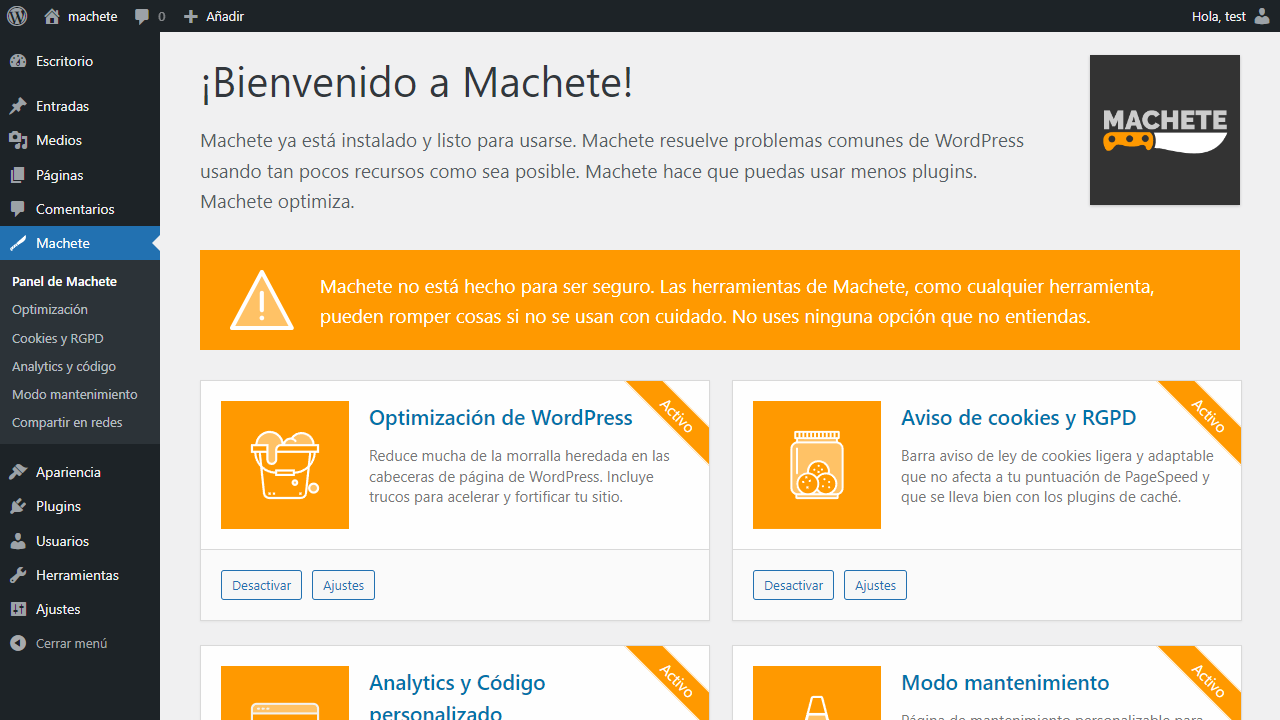 machete
0
Añadir
Hola, test
Escritorio
Entradas
Medios
Páginas
Comentarios
Machete
Panel de Machete
Optimización
Cookies y RGPD
Analytics y código
Modo mantenimiento
Compartir en redes
Apariencia
Plugins
Usuarios
Herramientas
Ajustes
Cerrar menú
¡Bienvenido a Machete!
Machete ya está instalado y listo para usarse. Machete resuelve problemas comunes de WordPress
usando tan pocos recursos como sea posible. Machete hace que puedas usar menos plugins.
Machete optimiza.
MACHETE
Machete no está hecho para ser seguro. Las herramientas de Machete, como cualquier herramienta,
pueden romper cosas si no se usan con cuidado. No uses ninguna opción que no entiendas.
Optimización de WordPress
Activo
Reduce mucha de la morralla heredada en las
cabeceras de página de WordPress. Incluye
trucos para acelerar y fortificar tu sitio.
Desactivar
Ajustes
Aviso de cookies y RGPD
Activo
Barra aviso de ley de cookies ligera y adaptable
que no afecta a tu puntuación de PageSpeed y
que se lleva bien con los plugins de caché.
Desactivar
Ajustes
Analytics y Código
personalizado
Activo
Modo mantenimiento
Activo
Página de mantenimiento personalizable para